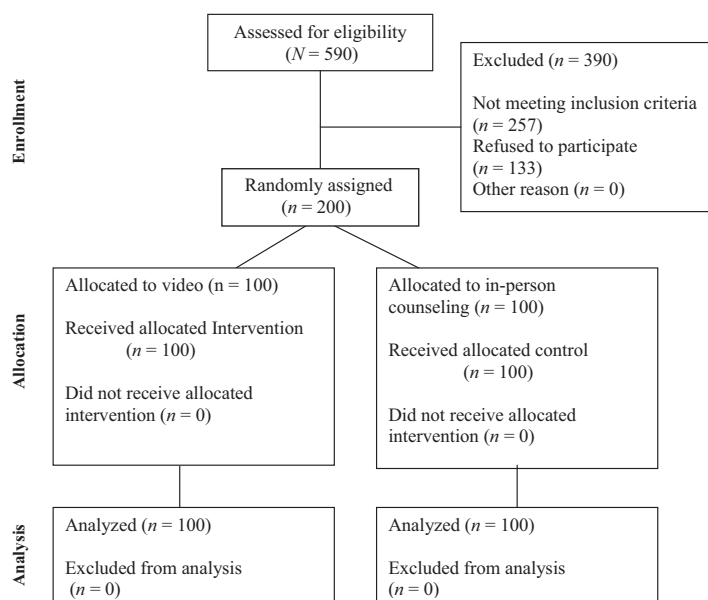 Enrollment
Assessed for eligibility
(N = 590)
Excluded (n = 390)
Not meeting inclusion criteria
(n = 257)
Refused to participate
(n = 133)
Other reason (n = 0)
Randomly assigned
(n = 200)
Allocation
Allocated to video (n = 100)
Received allocated Intervention
(n = 100)
Did not receive allocated
intervention (n = 0)
Allocated to in-person
counseling (n = 100)
Received allocated control
(n = 100)
Did not receive allocated
intervention (n = 0)
Analysis
Analyzed (n = 100)
Excluded from analysis
(n = 0)
Analyzed (n = 100)
Excluded from analysis
(n = 0)